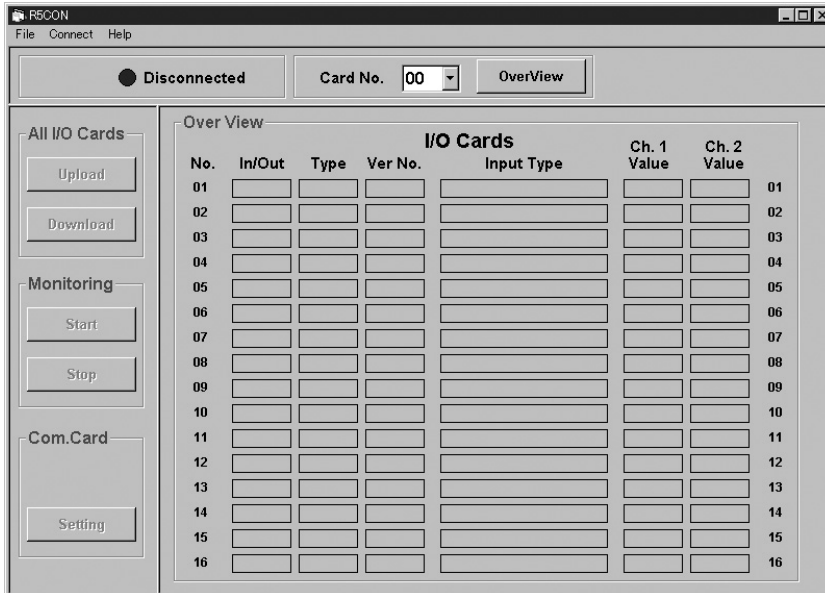 R5CON
File Connect Help
Disconnected Card No. 00 OverView
All I/O Cards
Upload
Download
Monitoring
Start
Stop
Com.Card
Setting
Over View
I/O Cards
No. In/Out Type Ver No. Input Type Ch. 1 Value Ch. 2 Value
01 01
02 02
03 03
04 04
05 05
06 06
07 07
08 08
09 09
10 10
11 11
12 12
13 13
14 14
15 15
16 16